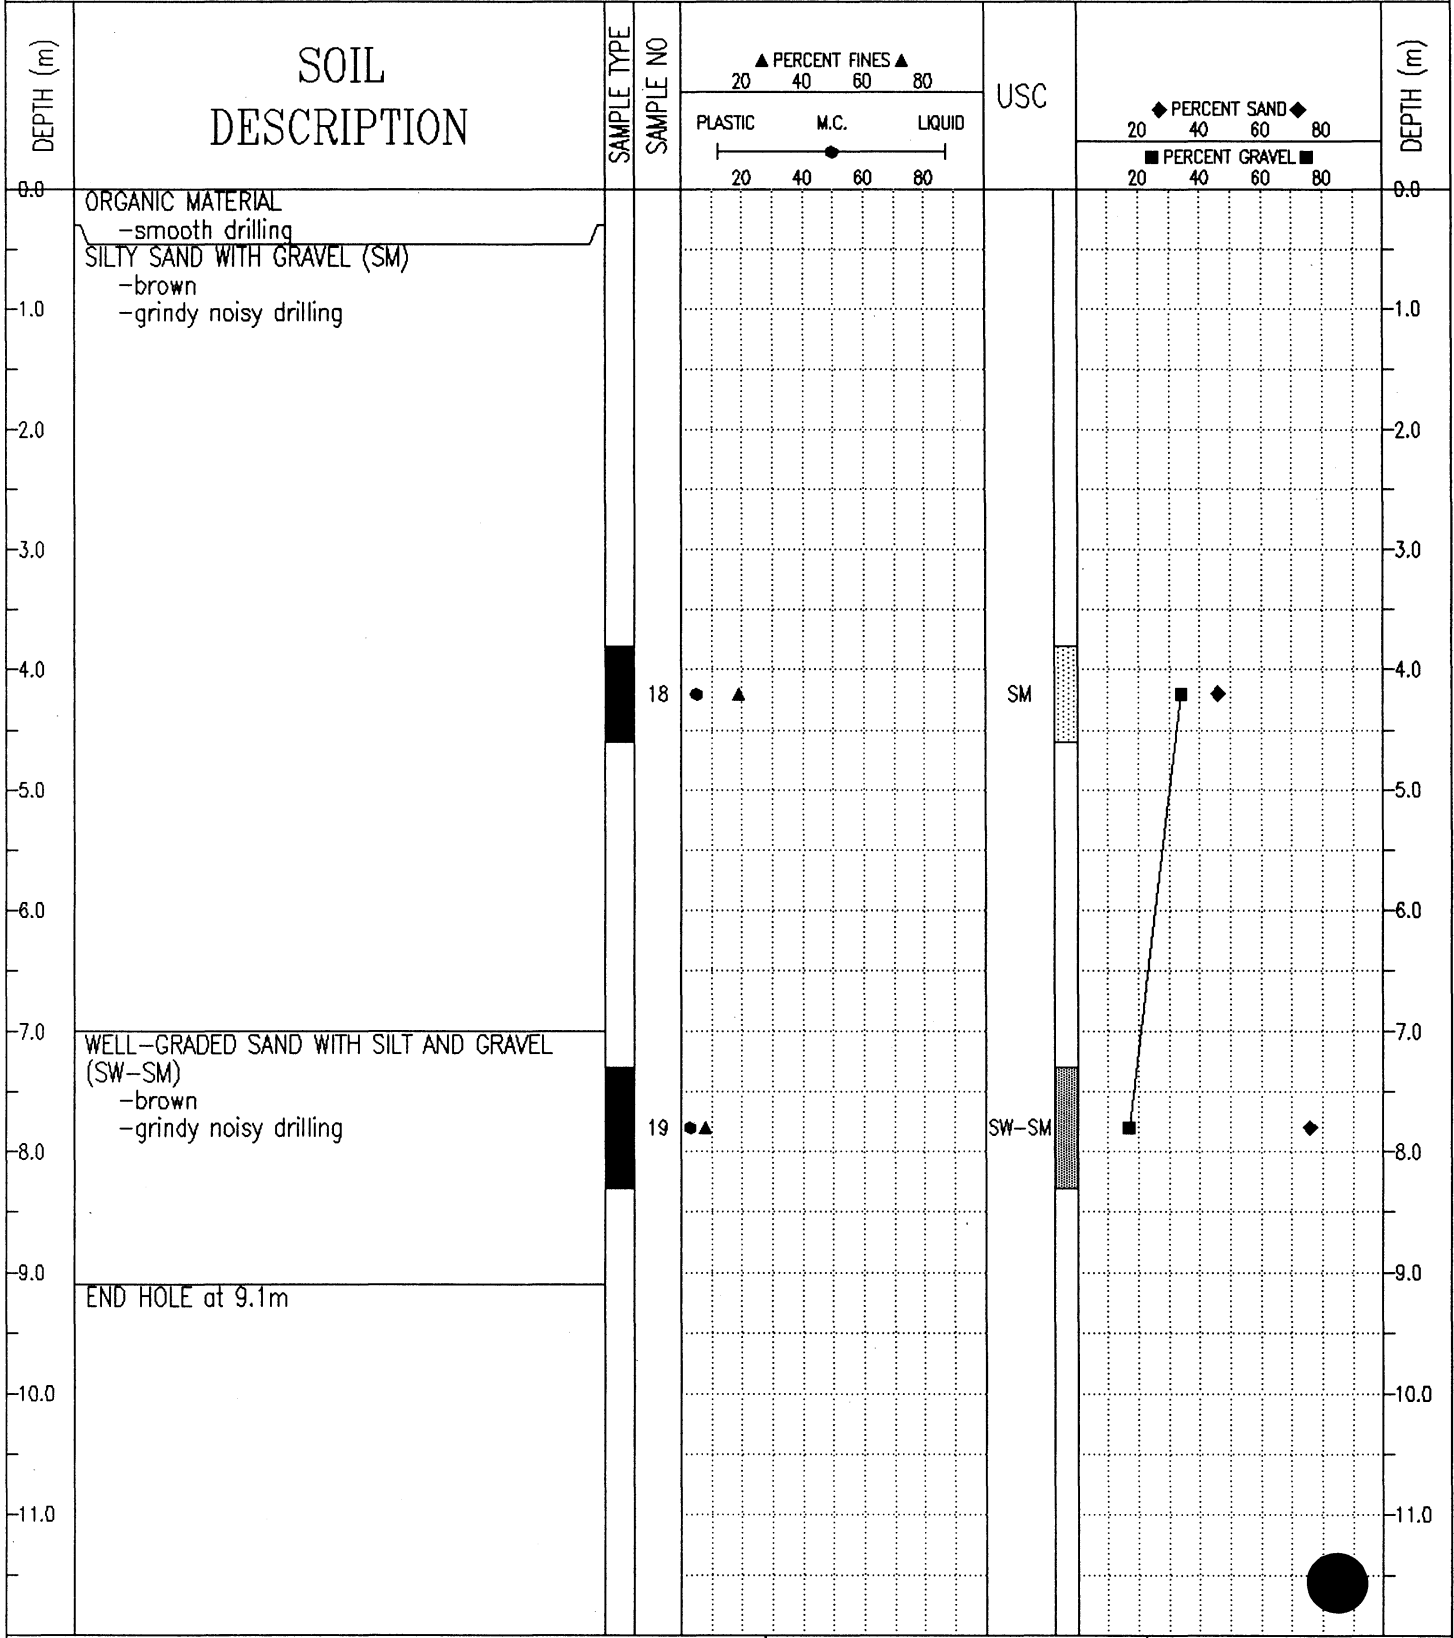 DEPTH (m)
SOIL
DESCRIPTION
SAMPLE TYPE
SAMPLE NO
▲ PERCENT FINES ▲
20 40 60 80
PLASTIC M.C. LIQUID
20 40 60 80
USC
◆ PERCENT SAND ◆
20 40 60 80
■ PERCENT GRAVEL ■
20 40 60 80
DEPTH (m)
0.0 0.0
ORGANIC MATERIAL
-smooth drilling
SILTY SAND WITH GRAVEL (SM)
-brown
1.0 -grindy noisy drilling 1.0
2.0 2.0
3.0 3.0
4.0 4.0
18 SM
5.0 5.0
6.0 6.0
7.0 7.0
WELL-GRADED SAND WITH SILT AND GRAVEL
(SW-SM)
-brown
-grindy noisy drilling 19 SW-SM
8.0 8.0
9.0 9.0
END HOLE at 9.1m
10.0 10.0
11.0 11.0